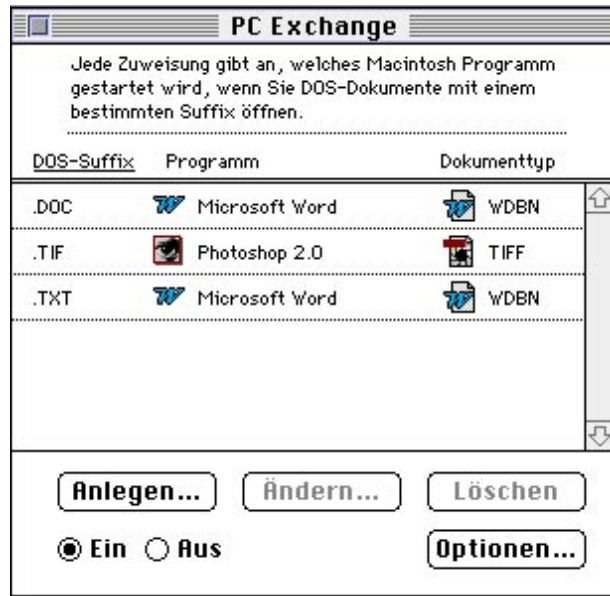 PC Exchange
Jede Zuweisung gibt an, welches Macintosh Programm
gestartet wird, wenn Sie DOS-Dokumente mit einem
bestimmten Suffix öffnen.
DOS-Suffix Programm Dokumenttyp
.DOC Microsoft Word WDBN
.TIF Photoshop 2.0 TIFF
.TXT Microsoft Word WDBN
Anlegen... Ändern... Löschen
Ein Aus Optionen...